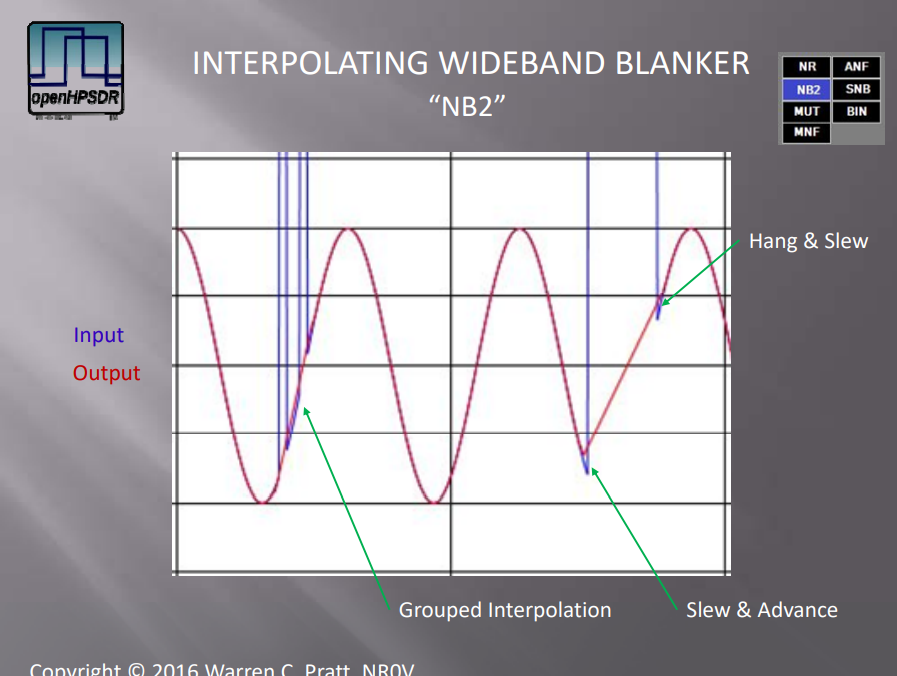 openHPSDR
INTERPOLATING WIDEBAND BLANKER
“NB2”
NR ANF
NB2 SNB
MUT BIN
MNF
Hang & Slew
Input
Output
Grouped Interpolation
Slew & Advance
Copyright © 2016 Warren C. Pratt, NR0V